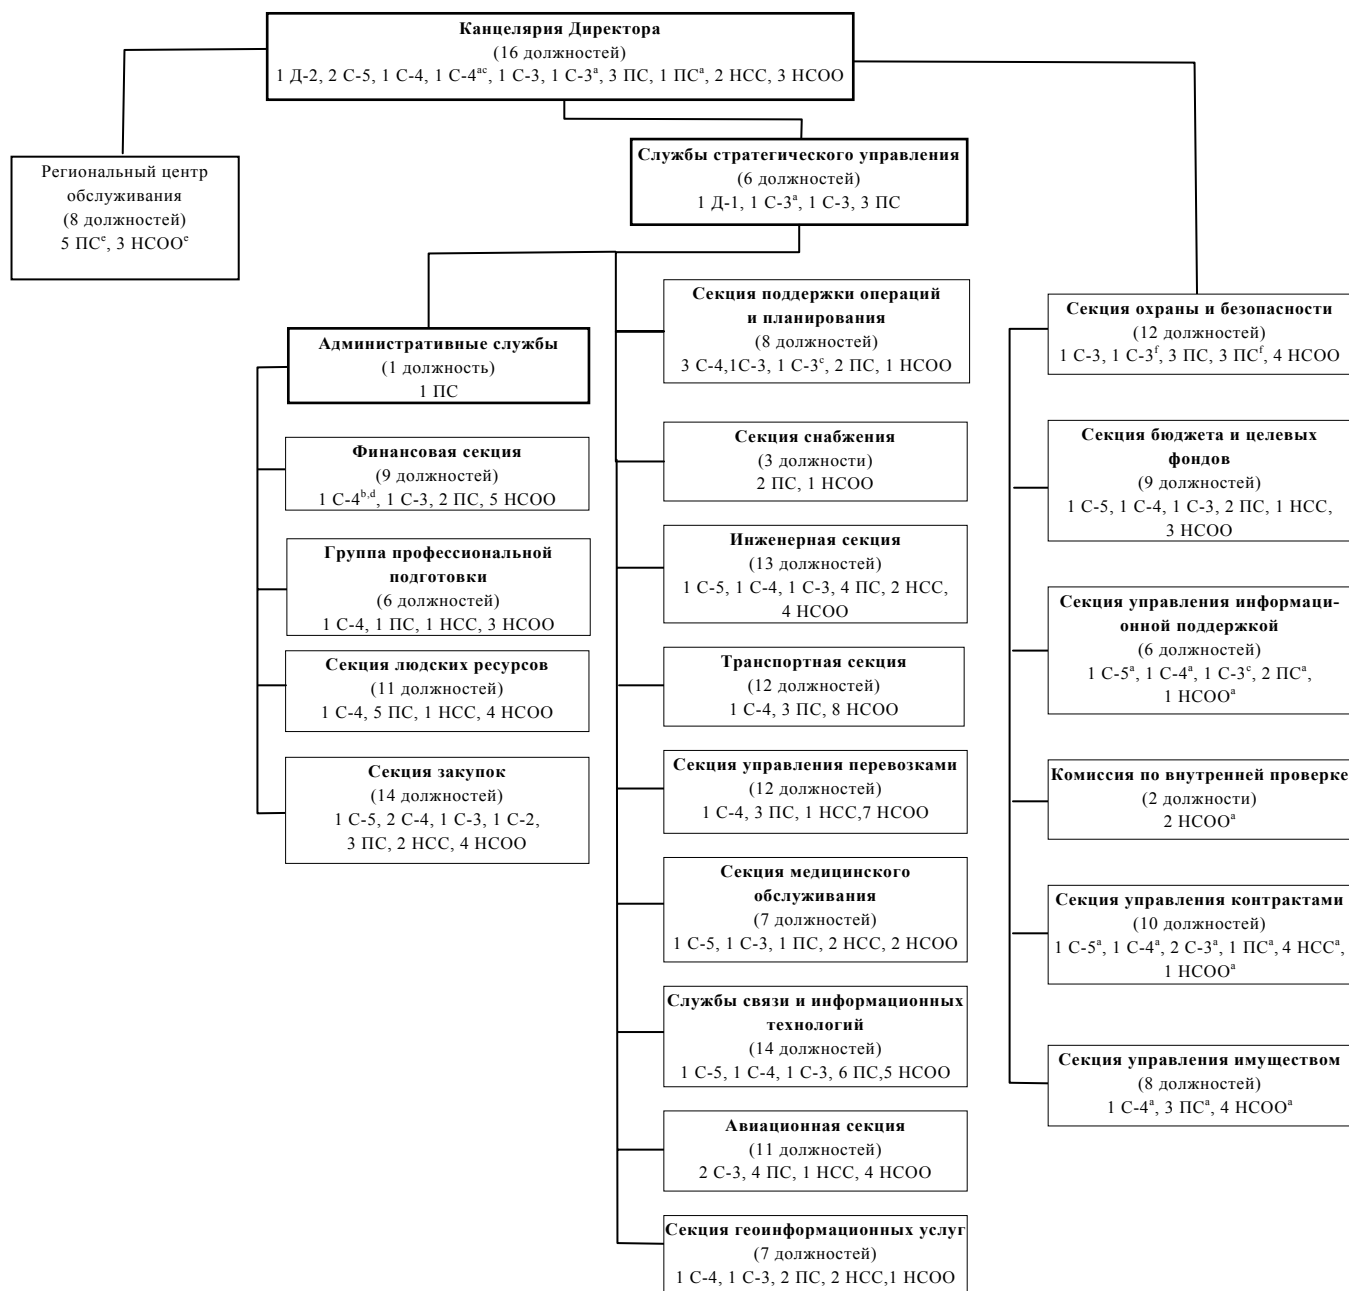 Канцелярия Директора
(16 должностей)
1 Д-2, 2 С-5, 1 С-4, 1 С-4ᵃᶜ, 1 С-3, 1 С-3ᵃ, 3 ПС, 1 ПСᵃ, 2 НСС, 3 НСОО
Региональный центр
обслуживания
(8 должностей)
5 ПСᵉ, 3 НСООᵉ
Службы стратегического управления
(6 должностей)
1 Д-1, 1 С-3ᵃ, 1 С-3, 3 ПС
Административные службы
(1 должность)
1 ПС
Финансовая секция
(9 должностей)
1 С-4ᵇ,ᵈ, 1 С-3, 2 ПС, 5 НСОО
Группа профессиональной
подготовки
(6 должностей)
1 С-4, 1 ПС, 1 НСС, 3 НСОО
Секция людских ресурсов
(11 должностей)
1 С-4, 5 ПС, 1 НСС, 4 НСОО
Секция закупок
(14 должностей)
1 С-5, 2 С-4, 1 С-3, 1 С-2,
3 ПС, 2 НСС, 4 НСОО
Секция поддержки операций
и планирования
(8 должностей)
3 С-4,1С-3, 1 С-3ᶜ, 2 ПС, 1 НСОО
Секция снабжения
(3 должности)
2 ПС, 1 НСОО
Инженерная секция
(13 должностей)
1 С-5, 1 С-4, 1 С-3, 4 ПС, 2 НСС,
4 НСОО
Транспортная секция
(12 должностей)
1 С-4, 3 ПС, 8 НСОО
Секция управления перевозками
(12 должностей)
1 С-4, 3 ПС, 1 НСС,7 НСОО
Секция медицинского
обслуживания
(7 должностей)
1 С-5, 1 С-3, 1 ПС, 2 НСС, 2 НСОО
Службы связи и информационных
технологий
(14 должностей)
1 С-5, 1 С-4, 1 С-3, 6 ПС,5 НСОО
Авиационная секция
(11 должностей)
2 С-3, 4 ПС, 1 НСС, 4 НСОО
Секция геоинформационных услуг
(7 должностей)
1 С-4, 1 С-3, 2 ПС, 2 НСС,1 НСОО
Секция охраны и безопасности
(12 должностей)
1 С-3, 1 С-3ᶠ, 3 ПС, 3 ПСᶠ, 4 НСОО
Секция бюджета и целевых
фондов
(9 должностей)
1 С-5, 1 С-4, 1 С-3, 2 ПС, 1 НСС,
3 НСОО
Секция управления информаци-
онной поддержкой
(6 должностей)
1 С-5ᵃ, 1 С-4ᵃ, 1 С-3ᶜ, 2 ПСᵃ,
1 НСООᵃ
Комиссия по внутренней проверке
(2 должности)
2 НСООᵃ
Секция управления контрактами
(10 должностей)
1 С-5ᵃ, 1 С-4ᵃ, 2 С-3ᵃ, 1 ПСᵃ, 4 НССᵃ,
1 НСООᵃ
Секция управления имуществом
(8 должностей)
1 С-4ᵃ, 3 ПСᵃ, 4 НСООᵃ